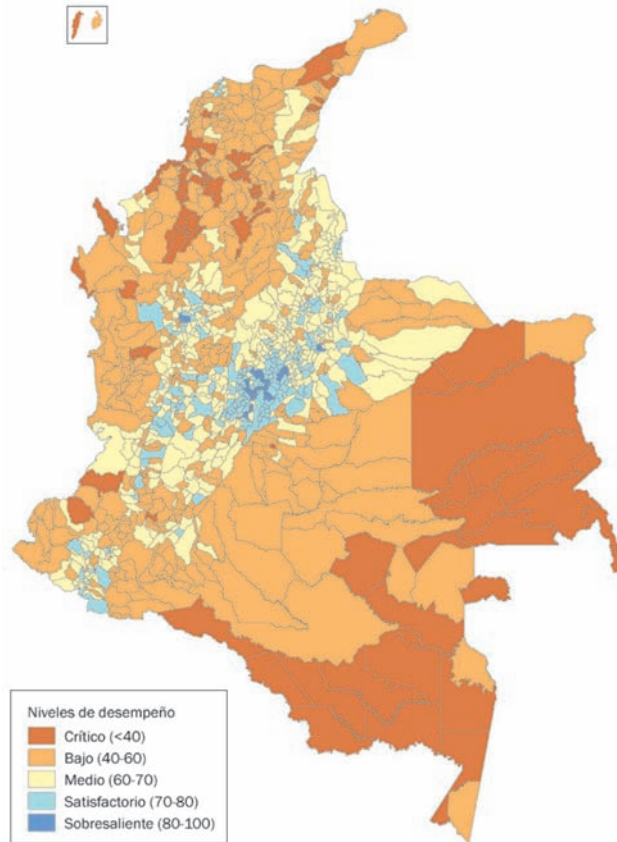 Niveles de desempeño
Crítico (<40)
Bajo (40-60)
Medio (60-70)
Satisfactorio (70-80)
Sobresaliente (80-100)